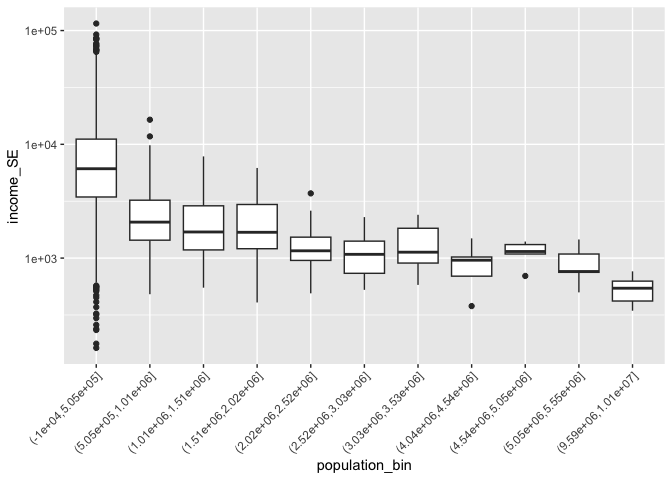 1e+05
1e+04
1e+03
income_SE
(-1e+04,5.05e+05]
(5.05e+05,1.01e+06]
(1.01e+06,1.51e+06]
(1.51e+06,2.02e+06]
(2.02e+06,2.52e+06]
(2.52e+06,3.03e+06]
(3.03e+06,3.53e+06]
(4.04e+06,4.54e+06]
(4.54e+06,5.05e+06]
(5.05e+06,5.55e+06]
(9.59e+06,1.01e+07]
population_bin